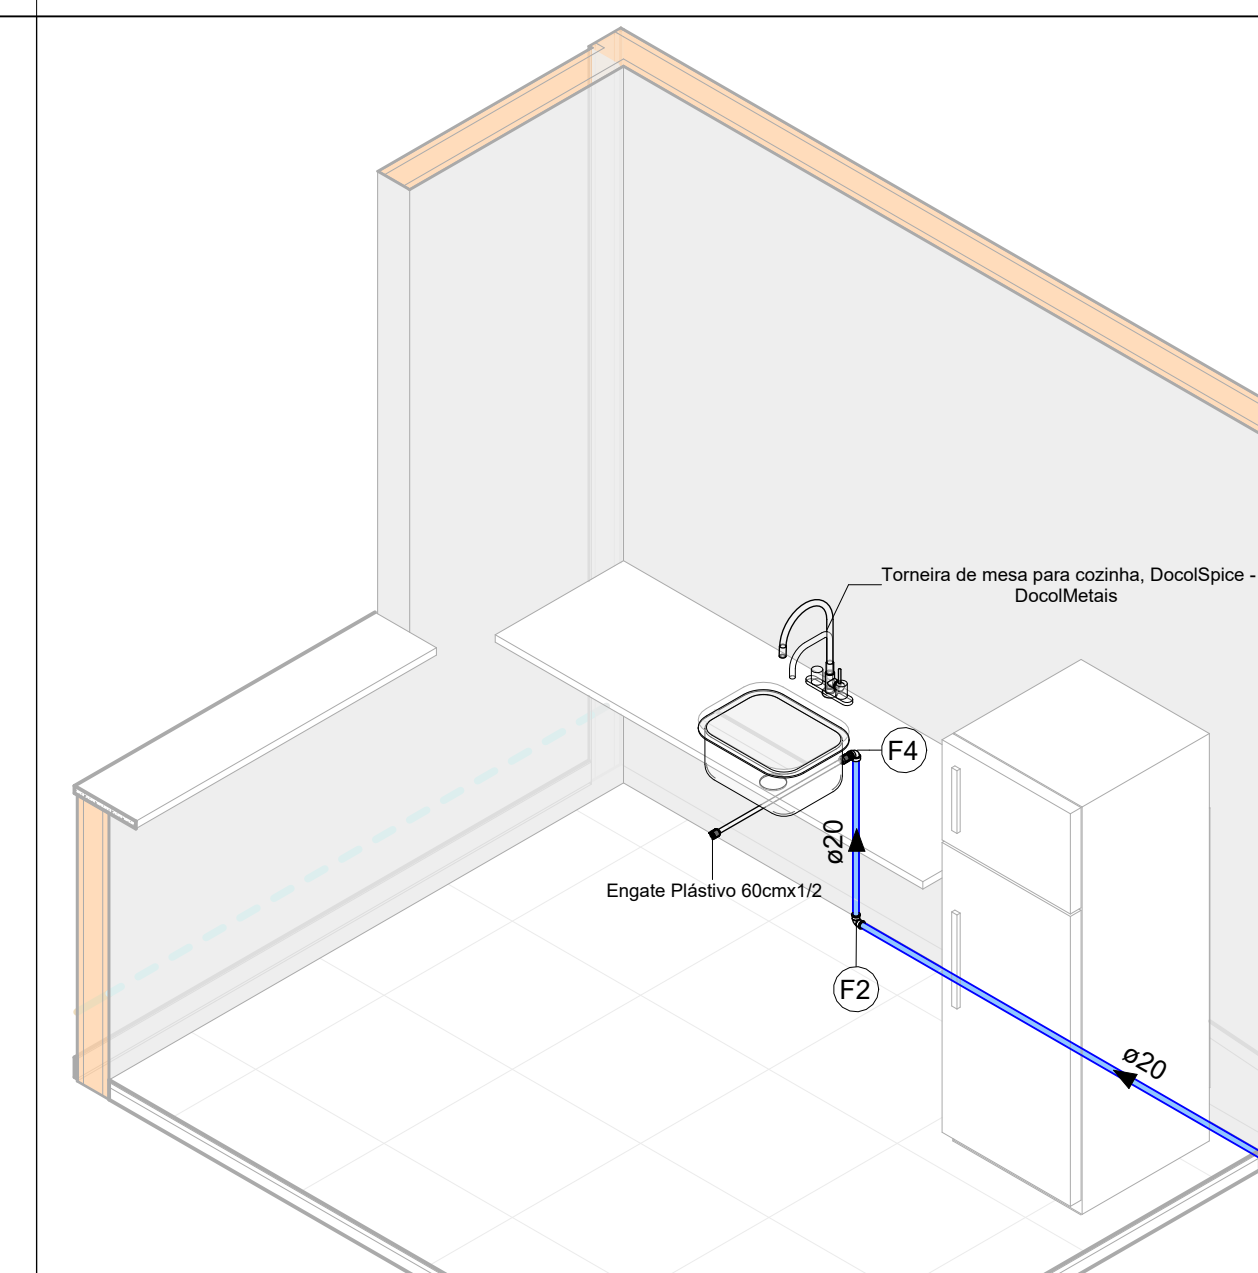 Torneira de mesa para cozinha, DocolSpice -
DocolMetais
F4
ø20
Engate Plástivo 60cmx1/2
F2
ø20